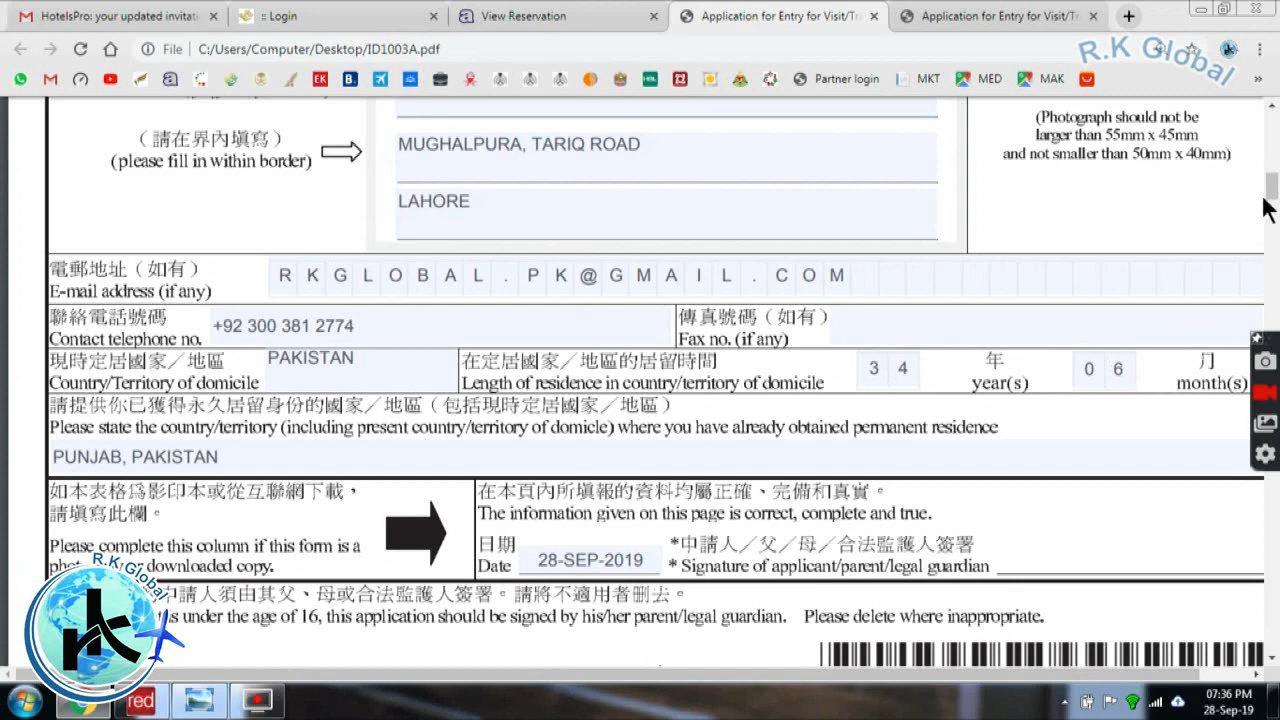 HotelsPro: your updated invitati
:: Login
View Reservation
Application for Entry for Visit/Tr
Application for Entry for Visit/Tr
File
C:/Users/Computer/Desktop/ID1003A.pdf
R.K Global
EK
B.
HBL
Partner login
MKT
MED
MAK
»
(Photograph should not be
larger than 55mm x 45mm
and not smaller than 50mm x 40mm)
（請在界內填寫）
(please fill in within border)
MUGHALPURA, TARIQ ROAD
LAHORE
電郵地址（如有）
E-mail address (if any)
RKGLOBAL.PK@GMAIL.COM
聯絡電話號碼
Contact telephone no.
+92 300 381 2774
傳真號碼（如有）
Fax no. (if any)
現時定居國家／地區
Country/Territory of domicile
PAKISTAN
在定居國家／地區的居留時間
Length of residence in country/territory of domicile
3 4
年
year(s)
0 6
月
month(s)
請提供你已獲得永久居留身份的國家／地區（包括現時定居國家／地區）
Please state the country/territory (including present country/territory of domicle) where you have already obtained permanent residence
PUNJAB, PAKISTAN
如本表格爲影印本或從互聯網下載，
請填寫此欄。
Please complete this column if this form is a
downloaded copy.
在本頁內所填報的資料均屬正確、完備和真實。
The information given on this page is correct, complete and true.
日期
Date
28-SEP-2019
*申請人／父／母／合法監護人簽署
* Signature of applicant/parent/legal guardian
申請人須由其父、母或合法監護人簽署。請將不適用者刪去。
is under the age of 16, this application should be signed by his/her parent/legal guardian. Please delete where inappropriate.
R.K Global
red
07:36 PM
28-Sep-19